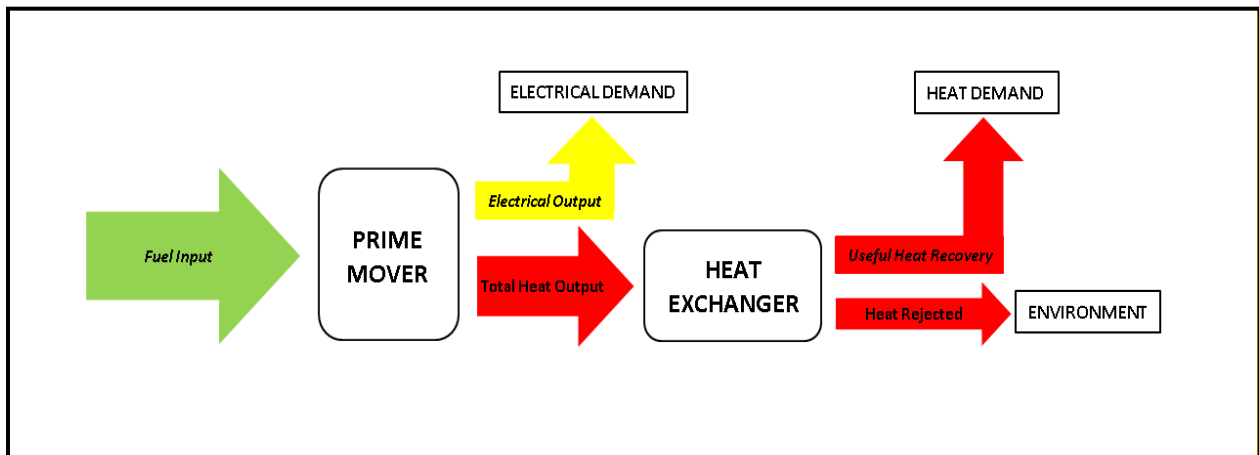 ELECTRICAL DEMAND
HEAT DEMAND
Fuel Input
PRIME
MOVER
Electrical Output
Total Heat Output
HEAT
EXCHANGER
Useful Heat Recovery
Heat Rejected
ENVIRONMENT